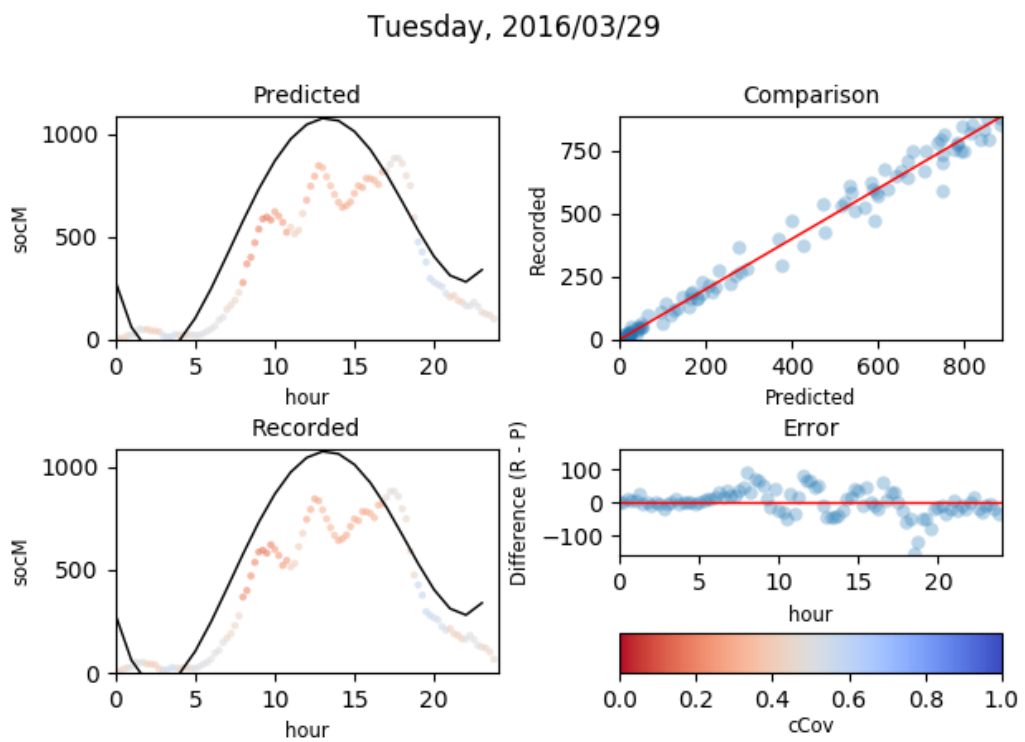 Tuesday, 2016/03/29
Predicted
socM
1000
500
0
0 5 10 15 20
hour
Comparison
Recorded
750
500
250
0
0 200 400 600 800
Predicted
Recorded
socM
1000
500
0
0 5 10 15 20
hour
Error
Difference (R - P)
100
0
−100
0 5 10 15 20
hour
0.0 0.2 0.4 0.6 0.8 1.0
cCov